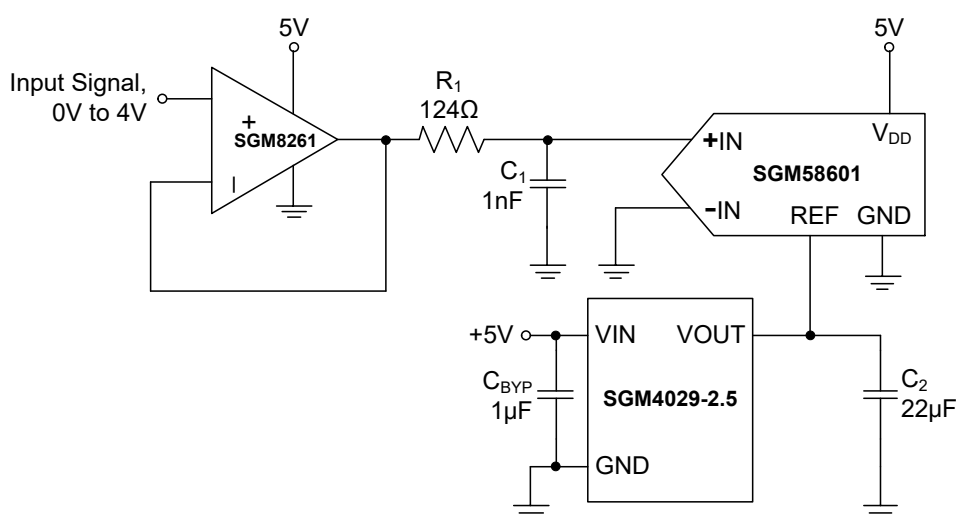 5V
Input Signal,
0V to 4V
+
SGM8261
–
R1
124Ω
C1
1nF
5V
VDD
+IN
SGM58601
-IN
REF
GND
+5V
VIN
VOUT
CBYP
1µF
SGM4029-2.5
C2
22µF
GND